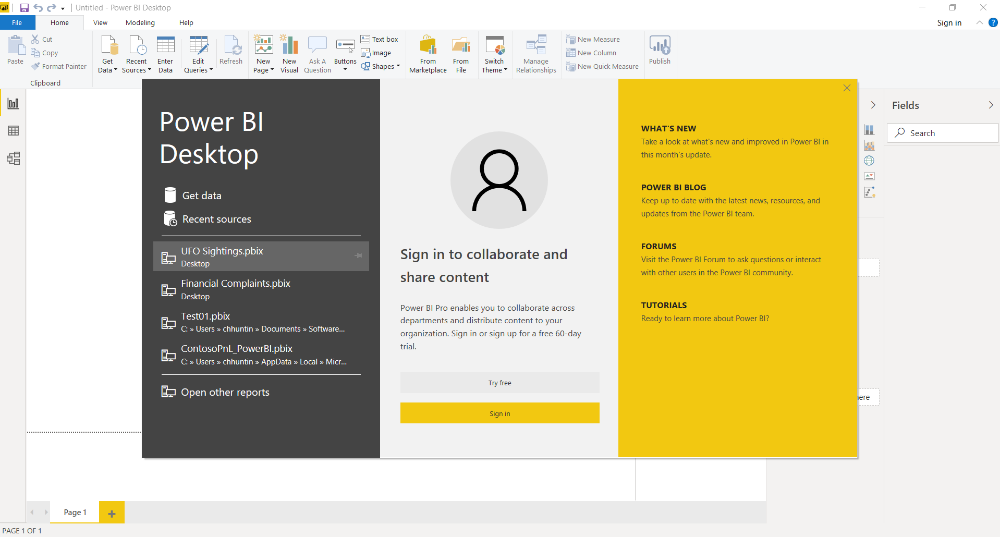 Untitled - Power BI Desktop
File Home View Modeling Help Sign in ?
Paste
Cut
Copy
Format Painter
Clipboard
Get Data
Recent Sources
Enter Data
Edit Queries
Refresh
New Page
New Visual
Ask A Question
Buttons
Text box
Image
Shapes
From Marketplace
From File
Switch Theme
Manage Relationships
New Measure
New Column
New Quick Measure
Publish
Power BI
Desktop
Get data
Recent sources
UFO Sightings.pbix
Desktop
Financial Complaints.pbix
Desktop
Test01.pbix
C: » Users » chhuntin » Documents » Software...
ContosoPnL_PowerBI.pbix
C: » Users » chhuntin » AppData » Local » Micr...
Open other reports
Sign in to collaborate and
share content
Power BI Pro enables you to collaborate across
departments and distribute content to your
organization. Sign in or sign up for a free 60-day
trial.
Try free
Sign in
WHAT'S NEW
Take a look at what's new and improved in Power BI in
this month's update.
POWER BI BLOG
Keep up to date with the latest news, resources, and
updates from the Power BI team.
FORUMS
Visit the Power BI Forum to ask questions or interact
with other users in the Power BI community.
TUTORIALS
Ready to learn more about Power BI?
Fields
Search
Page 1
PAGE 1 OF 1